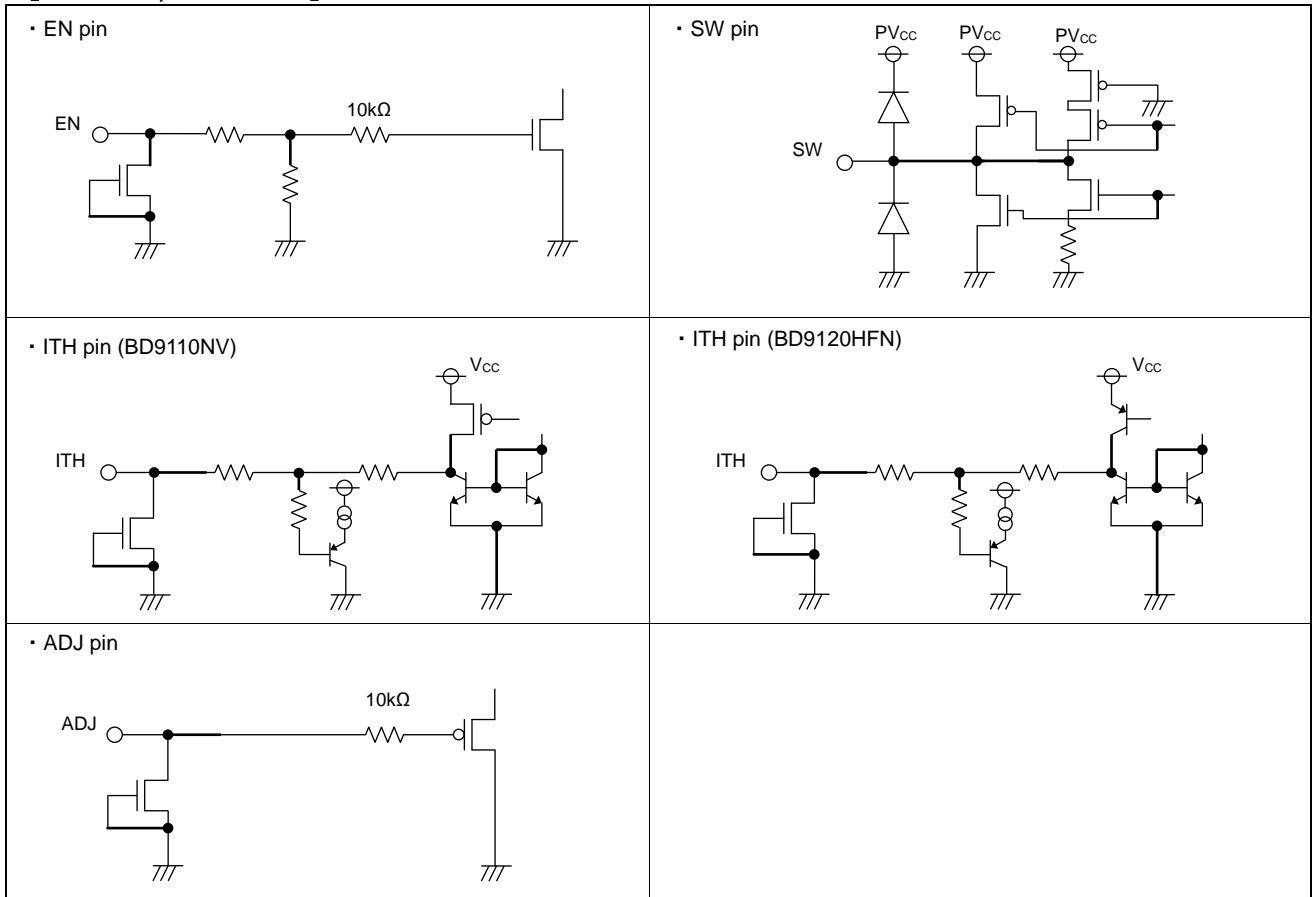 ・EN pin
EN
10kΩ
・SW pin
PVCC PVCC PVCC
SW
・ITH pin (BD9110NV)
VCC
ITH
・ITH pin (BD9120HFN)
VCC
ITH
・ADJ pin
ADJ
10kΩ